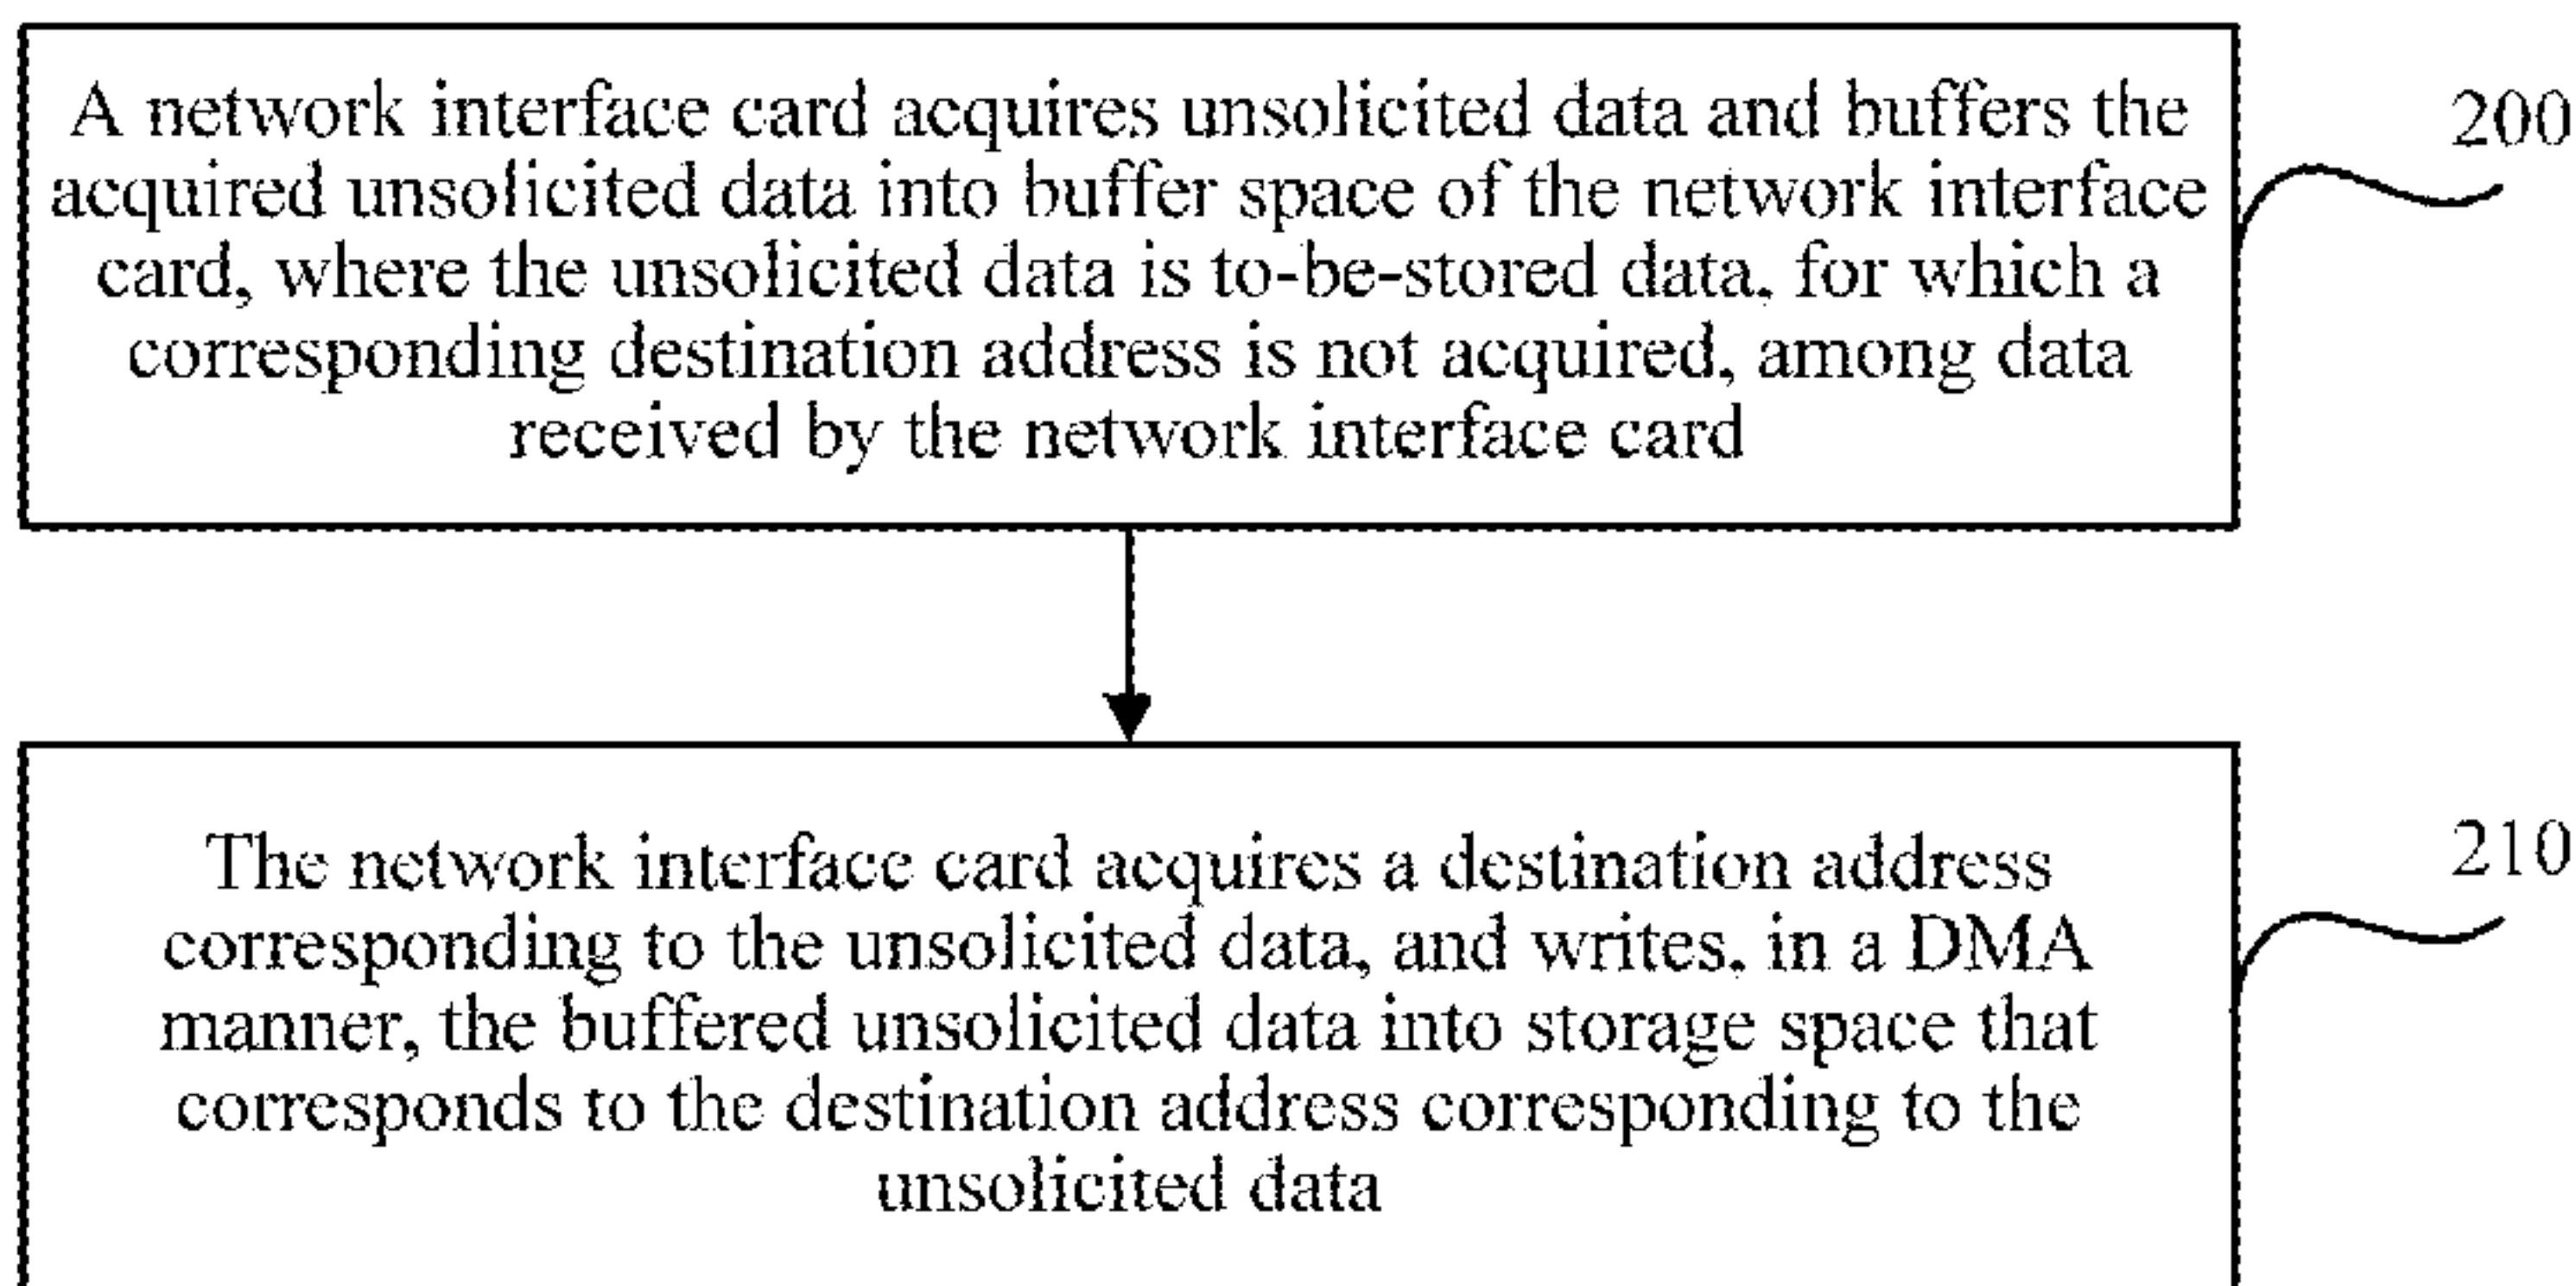 A network interface card acquires unsolicited data and buffers the
200
acquired unsolicited data into buffer space of the network interface
card, where the unsolicited data is to-be-stored data, for which a
corresponding destination address is not acquired, among data
received by the network interface card
The network interface card acquires a destination address
210
corresponding to the unsolicited data, and writes, in a DMA
manner, the buffered unsolicited data into storage space that
corresponds to the destination address corresponding to the
unsolicited data